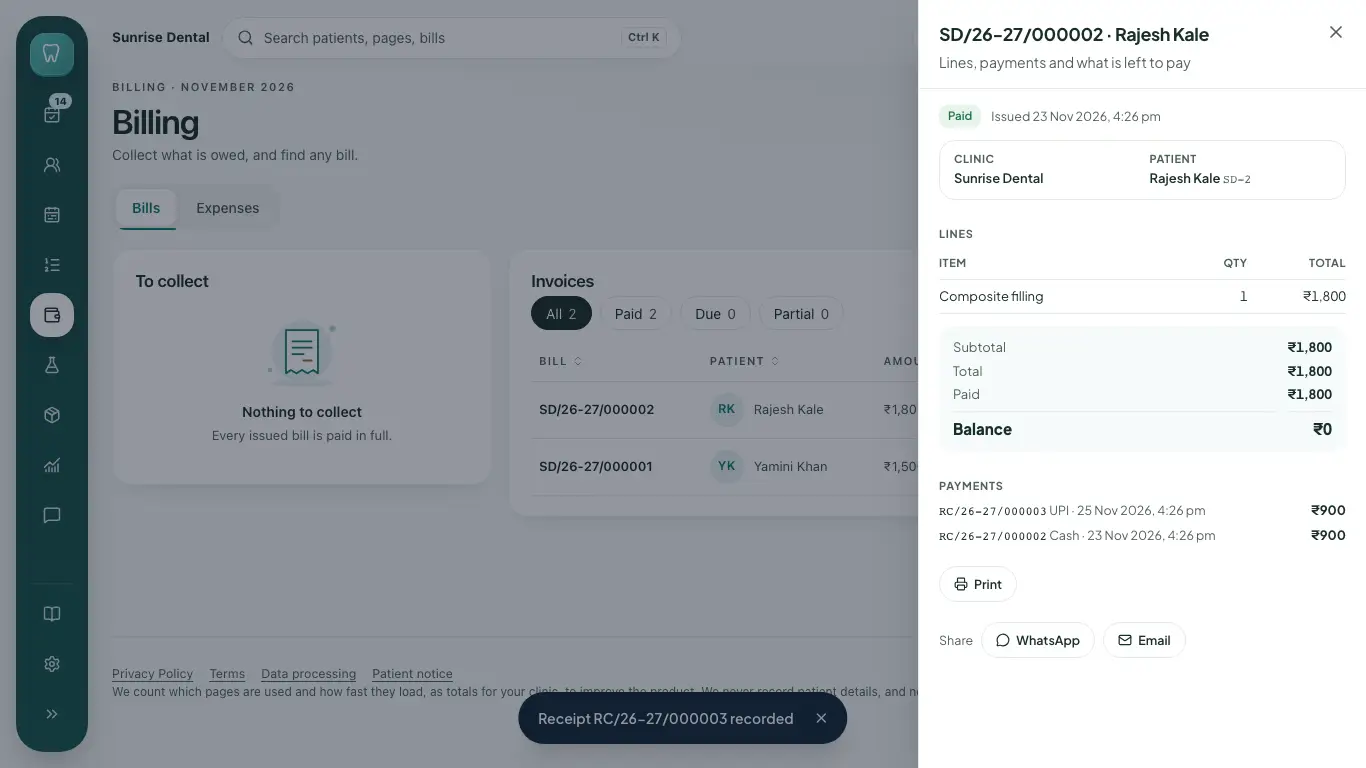 14
Sunrise Dental
Search patients, pages, bills
Ctrl K
BILLING · NOVEMBER 2026
Billing
Collect what is owed, and find any bill.
Bills
Expenses
To collect
Nothing to collect
Every issued bill is paid in full.
Invoices
All 2
Paid 2
Due 0
Partial 0
BILL PATIENT
SD/26-27/000002 RK Rajesh Kale
SD/26-27/000001 YK Yamini Khan
Privacy Policy Terms Data processing Patient notice
We count which pages are used and how fast they load, as totals for your clinic, to improve the product. We never record patient details, and
Receipt RC/26-27/000003 recorded
SD/26-27/000002 · Rajesh Kale
Lines, payments and what is left to pay
Paid Issued 23 Nov 2026, 4:26 pm
CLINIC PATIENT
Sunrise Dental Rajesh Kale SD-2
LINES
ITEM QTY TOTAL
Composite filling 1 ₹1,800
Subtotal ₹1,800
Total ₹1,800
Paid ₹1,800
Balance ₹0
PAYMENTS
RC/26-27/000003 UPI · 25 Nov 2026, 4:26 pm ₹900
RC/26-27/000002 Cash · 23 Nov 2026, 4:26 pm ₹900
Print
Share WhatsApp Email